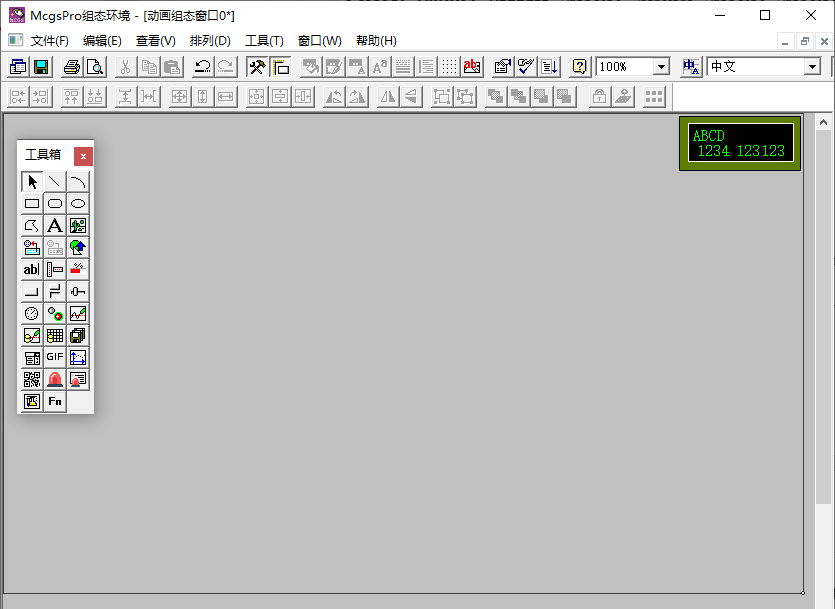 McgsPro组态环境 - [动画组态窗口0*]
文件(F) 编辑(E) 查看(V) 排列(D) 工具(T) 窗口(W) 帮助(H)
100% 中文
ABCD
1234 123123
工具箱
A
ab|
GIF
Fn